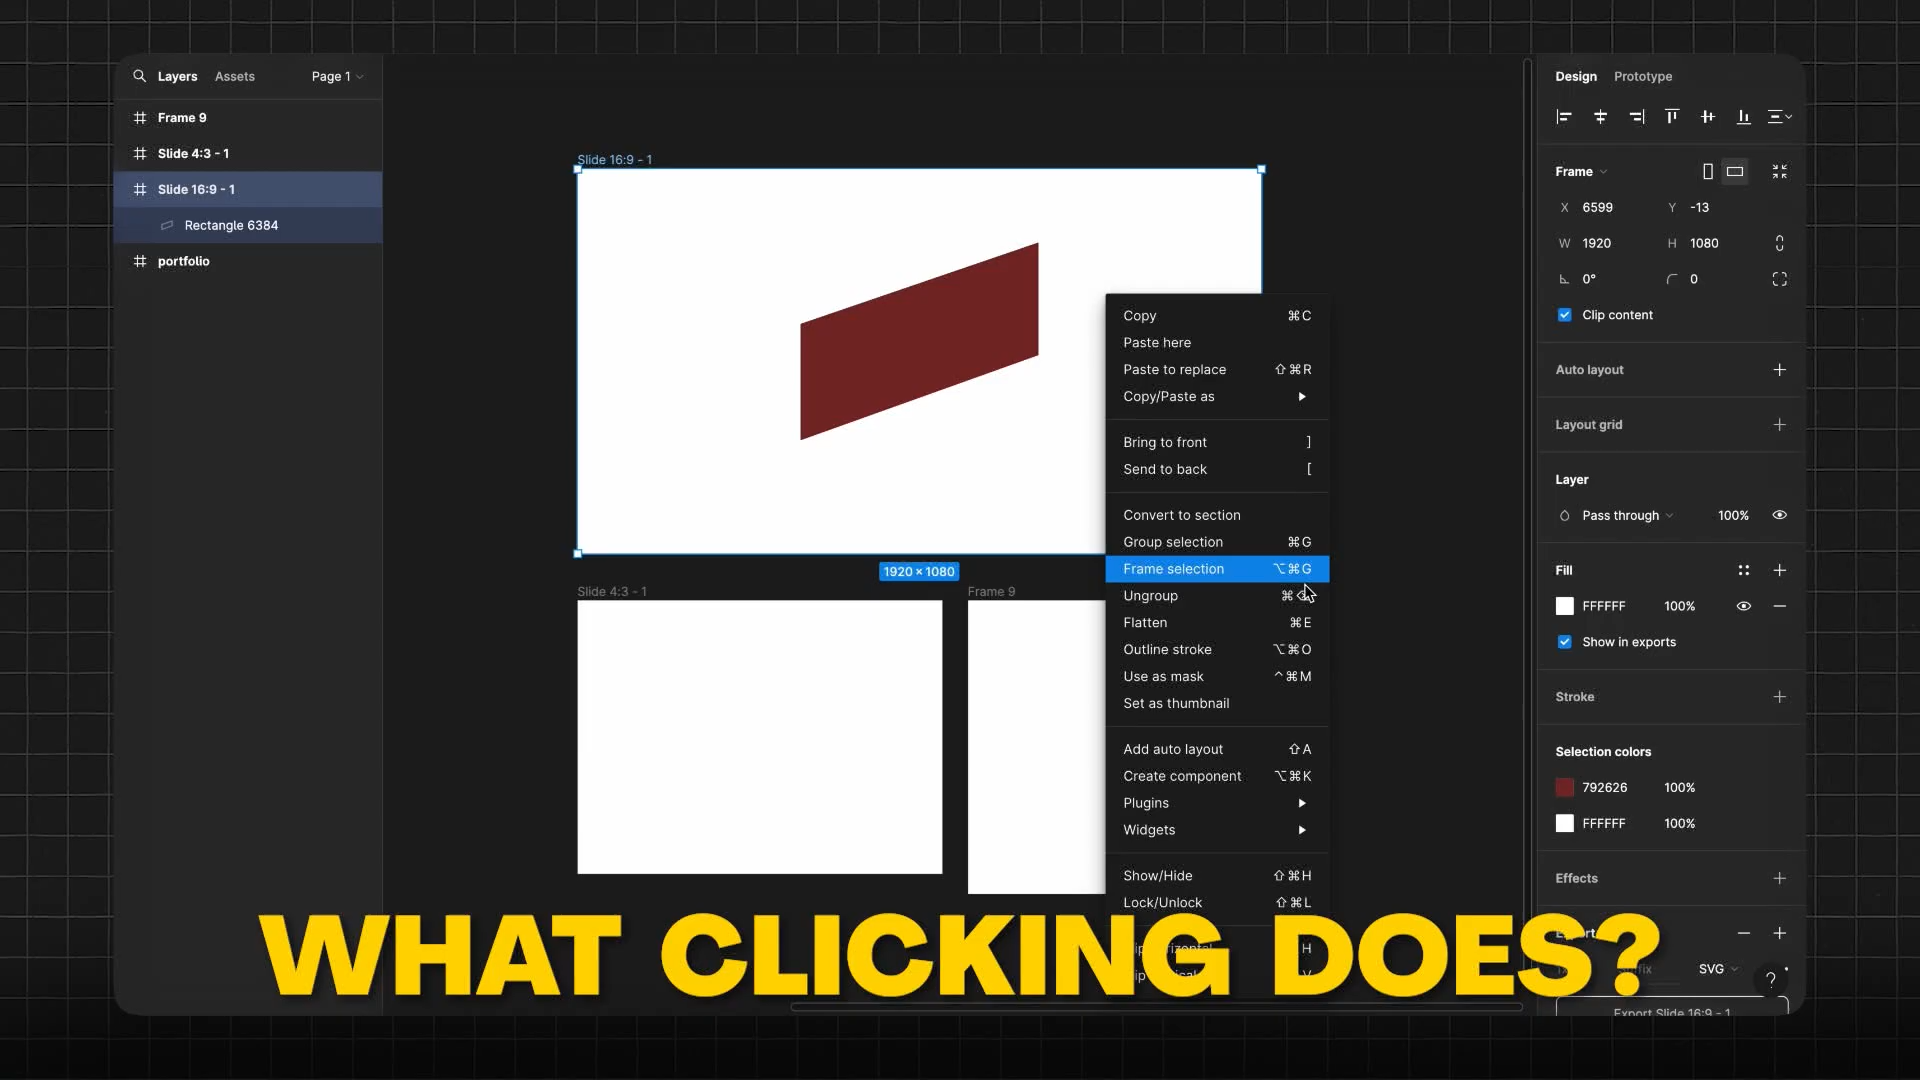 Layers Assets Page 1
Frame 9
Slide 4:3 - 1
Slide 16:9 - 1
Rectangle 6384
portfolio
Slide 16:9 - 1
1920 × 1080
Slide 4:3 - 1
Frame 9
Copy ⌘C
Paste here
Paste to replace ⇧⌘R
Copy/Paste as
Bring to front ]
Send to back [
Convert to section
Group selection ⌘G
Frame selection ⌥⌘G
Ungroup
Flatten ⌘E
Outline stroke ⌥⌘O
Use as mask ^⌘M
Set as thumbnail
Add auto layout ⇧A
Create component ⌥⌘K
Plugins
Widgets
Show/Hide ⇧⌘H
Lock/Unlock ⇧⌘L
H
V
Design Prototype
Frame
X 6599 Y -13
W 1920 H 1080
0° 0
Clip content
Auto layout
Layout grid
Layer
Pass through 100%
Fill
FFFFFF 100%
Show in exports
Stroke
Selection colors
792626 100%
FFFFFF 100%
Effects
SVG
?
Export Slide 16:9 - 1
WHAT CLICKING DOES?